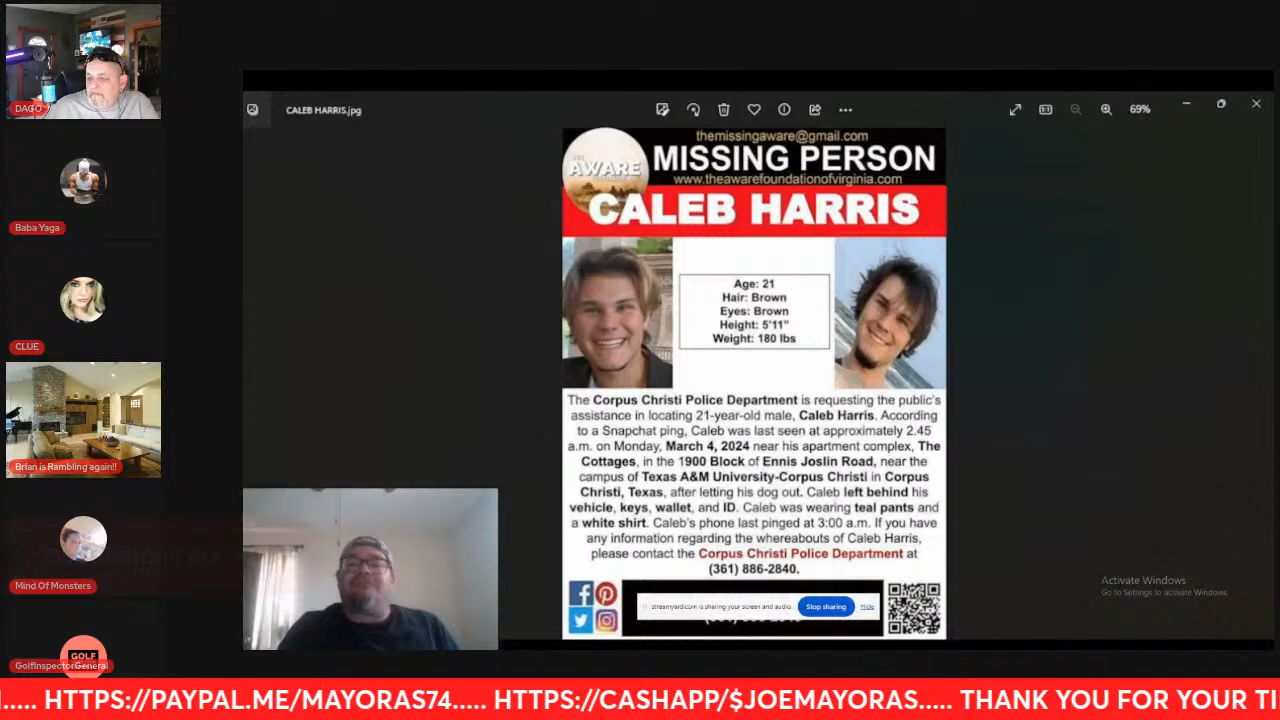 DAGO
Baba Yaga
CLUE
Brian is Rambling again!!
Mind Of Monsters
GOLF
GolfInspectorGeneral
CALEB HARRIS.jpg
69%
themissingaware@gmail.com
AWARE
MISSING PERSON
www.theawarefoundationofvirginia.com
CALEB HARRIS
Age: 21
Hair: Brown
Eyes: Brown
Height: 5'11"
Weight: 180 lbs
The Corpus Christi Police Department is requesting the public's
assistance in locating 21-year-old male, Caleb Harris. According
to a Snapchat ping, Caleb was last seen at approximately 2.45
a.m. on Monday, March 4, 2024 near his apartment complex, The
Cottages, in the 1900 Block of Ennis Joslin Road, near the
campus of Texas A&M University-Corpus Christi in Corpus
Christi, Texas, after letting his dog out. Caleb left behind his
vehicle, keys, wallet, and ID. Caleb was wearing teal pants and
a white shirt. Caleb's phone last pinged at 3:00 a.m. If you have
any information regarding the whereabouts of Caleb Harris,
please contact the Corpus Christi Police Department at
(361) 886-2840.
streamyard.com is sharing your screen and audio.
Stop sharing
Hide
Activate Windows
Go to Settings to activate Windows.
..... HTTPS://PAYPAL.ME/MAYORAS74..... HTTPS://CASHAPP/$JOEMAYORAS..... THANK YOU FOR YOUR